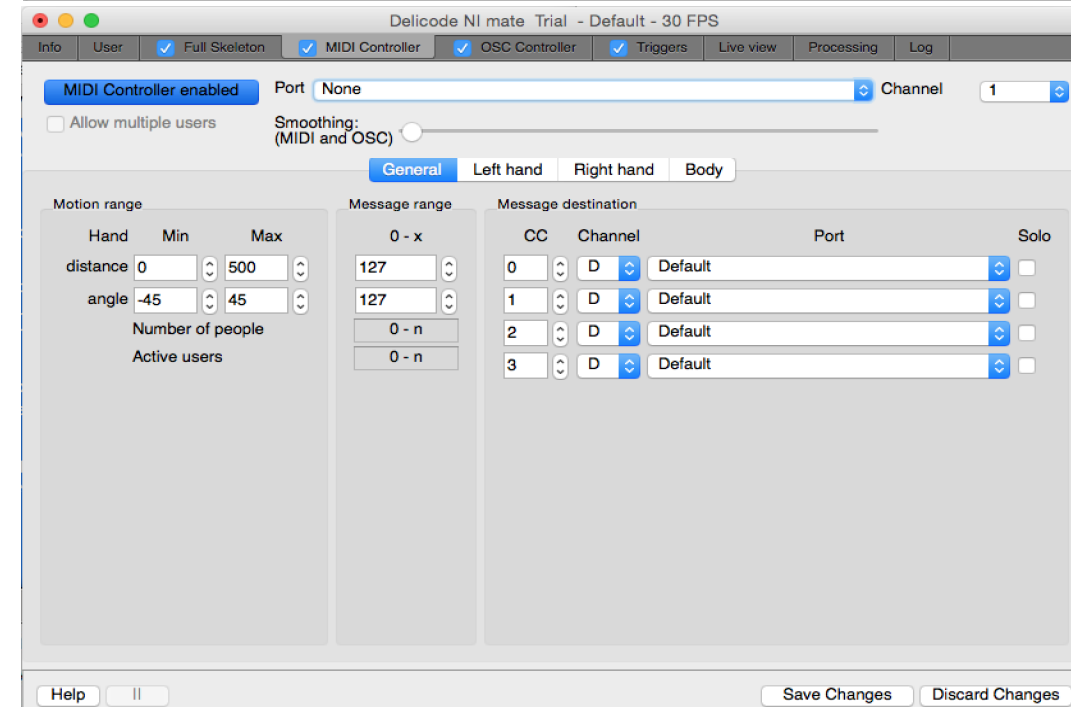 Delicode NI mate Trial - Default - 30 FPS
Info User Full Skeleton MIDI Controller OSC Controller Triggers Live view Processing Log
MIDI Controller enabled Port None Channel 1
Allow multiple users Smoothing:
(MIDI and OSC)
General Left hand Right hand Body
Motion range Message range Message destination
Hand Min Max 0 - x CC Channel Port Solo
distance 0 500 127 0 D Default
angle -45 45 127 1 D Default
Number of people 0 - n 2 D Default
Active users 0 - n 3 D Default
Help II Save Changes Discard Changes